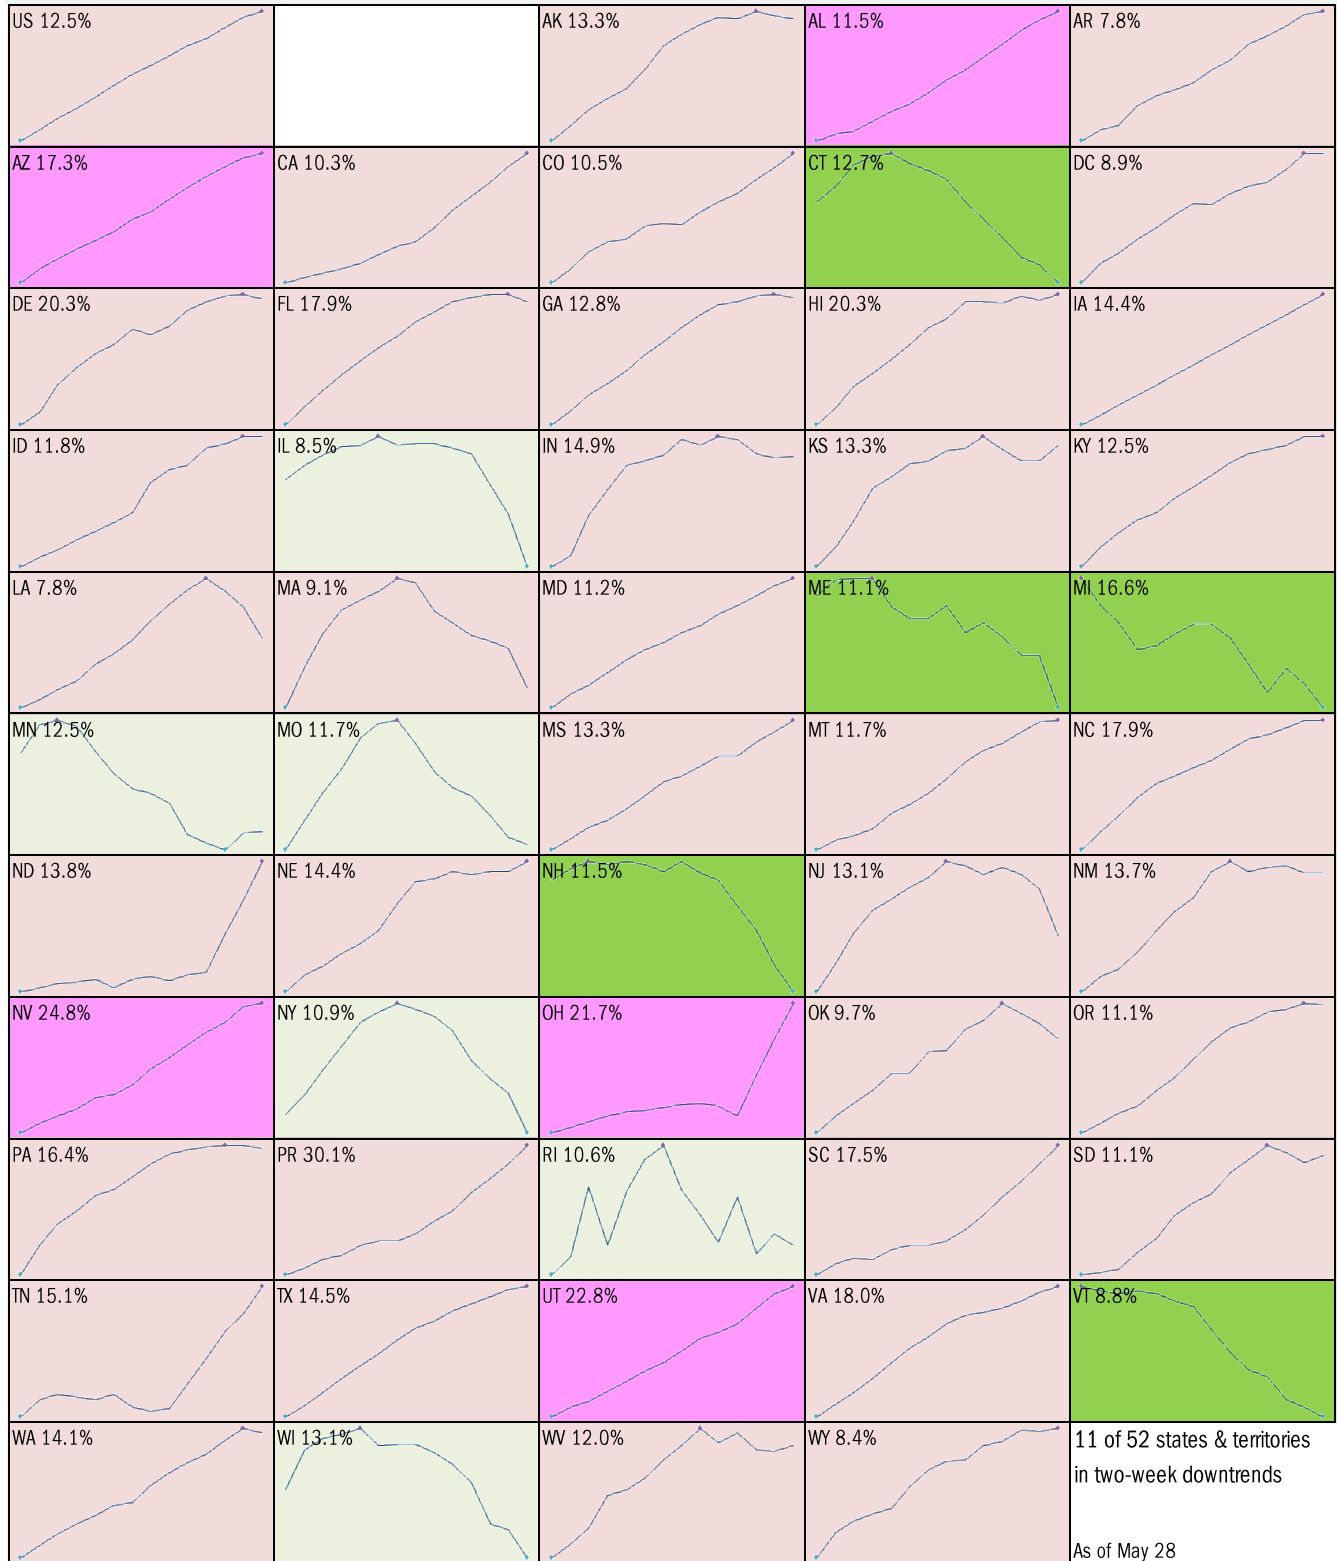 US 12.5%
AK 13.3%
AL 11.5%
AR 7.8%
AZ 17.3%
CA 10.3%
CO 10.5%
CT 12.7%
DC 8.9%
DE 20.3%
FL 17.9%
GA 12.8%
HI 20.3%
IA 14.4%
ID 11.8%
IL 8.5%
IN 14.9%
KS 13.3%
KY 12.5%
LA 7.8%
MA 9.1%
MD 11.2%
ME 11.1%
MI 16.6%
MN 12.5%
MO 11.7%
MS 13.3%
MT 11.7%
NC 17.9%
ND 13.8%
NE 14.4%
NH 11.5%
NJ 13.1%
NM 13.7%
NV 24.8%
NY 10.9%
OH 21.7%
OK 9.7%
OR 11.1%
PA 16.4%
PR 30.1%
RI 10.6%
SC 17.5%
SD 11.1%
TN 15.1%
TX 14.5%
UT 22.8%
VA 18.0%
VT 8.8%
WA 14.1%
WI 13.1%
WV 12.0%
WY 8.4%
11 of 52 states & territories
in two-week downtrends
As of May 28